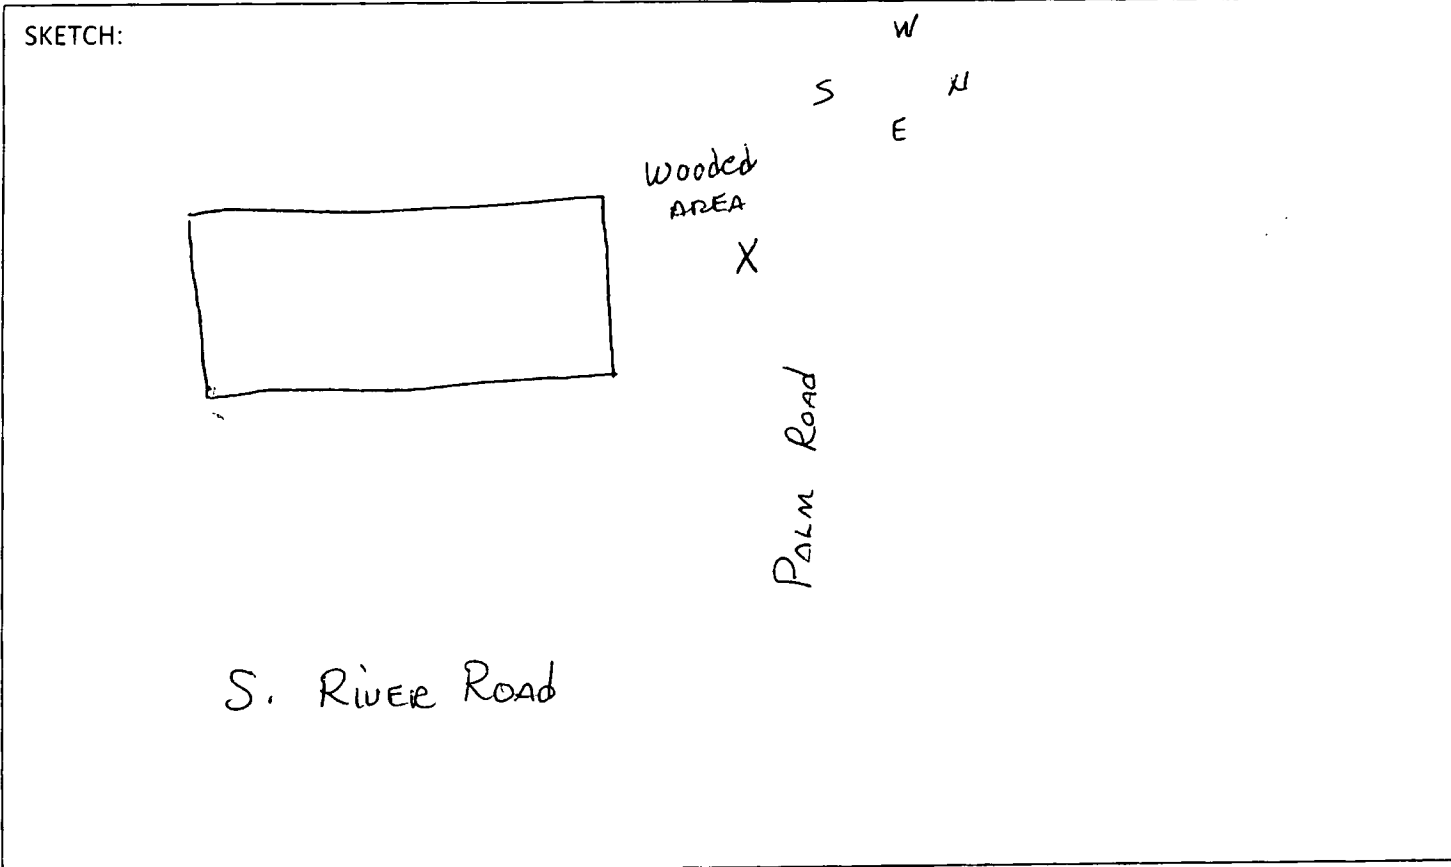 SKETCH:
W
S N
E
Wooded
AREA
X
PALM ROAD
S. RIVER ROAD